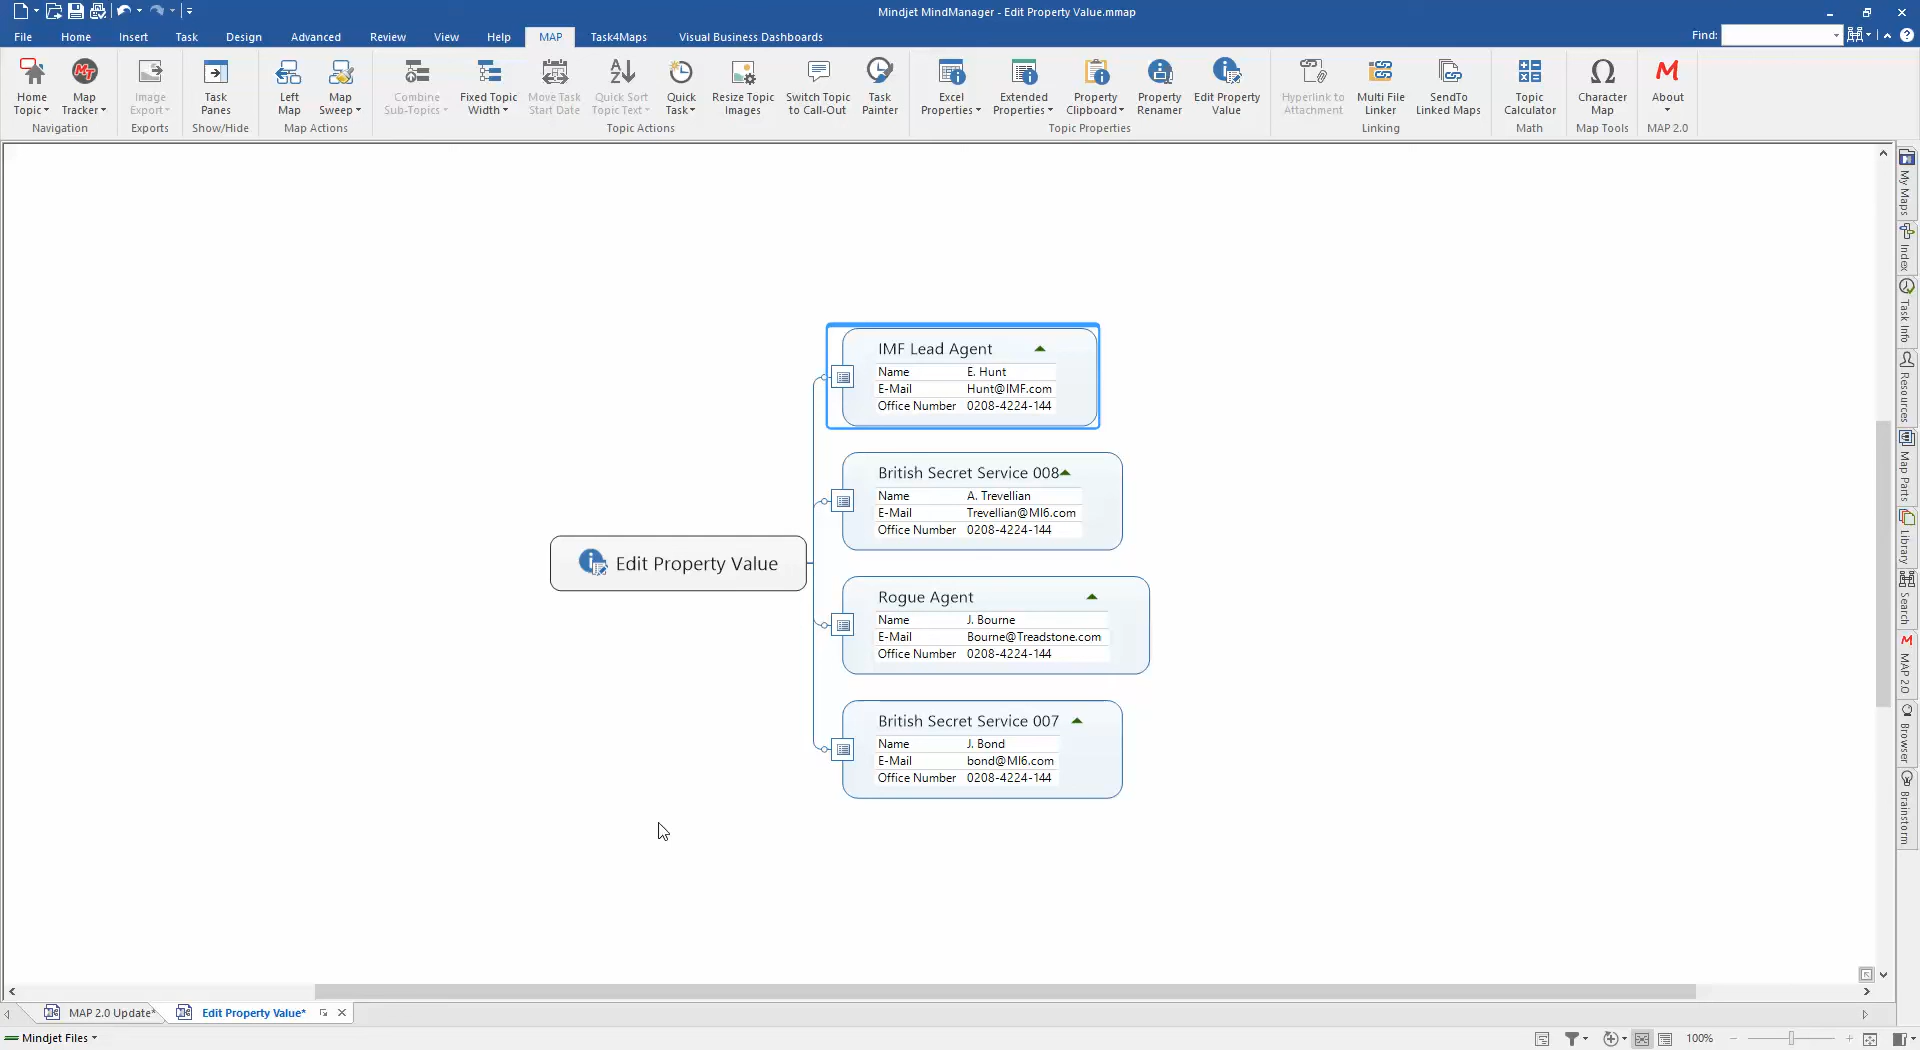 Mindjet MindManager - Edit Property Value.mmap
File Home Insert Task Design Advanced Review View Help MAP Task4Maps Visual Business Dashboards Find:
Home Topic
Map Tracker
Image Export
Task Panes
Left Map
Map Sweep
Combine Sub-Topics
Fixed Topic Width
Move Task Start Date
Quick Sort Topic Text
Quick Task
Resize Topic Images
Switch Topic to Call-Out
Task Painter
Excel Properties
Extended Properties
Property Clipboard
Property Renamer
Edit Property Value
Hyperlink to Attachment
Multi File Linker
SendTo Linked Maps
Topic Calculator
Character Map
About
Navigation Exports Show/Hide Map Actions Topic Actions Topic Properties Linking Math Map Tools MAP 2.0
IMF Lead Agent
Name E. Hunt
E-Mail Hunt@IMF.com
Office Number 0208-4224-144
British Secret Service 008
Name A. Trevellian
E-Mail Trevellian@MI6.com
Office Number 0208-4224-144
Edit Property Value
Rogue Agent
Name J. Bourne
E-Mail Bourne@Treadstone.com
Office Number 0208-4224-144
British Secret Service 007
Name J. Bond
E-Mail bond@MI6.com
Office Number 0208-4224-144
My Maps
Index
Task Info
Resources
Map Parts
Library
Search
MAP 2.0
Browser
Brainstorm
MAP 2.0 Update* Edit Property Value*
Mindjet Files 100%